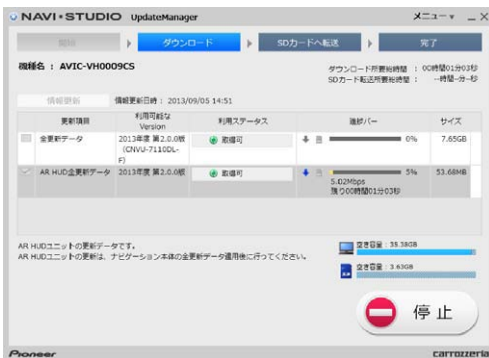 NAVI・STUDIO UpdateManager メニュー
開始 ダウンロード SDカードへ転送 完了
機種名 : AVIC-VH0009CS
ダウンロード所要総時間 : 00時間01分03秒
SDカード転送所要総時間 : --時間-分-秒
情報更新 情報更新日時 : 2013/09/05 14:51
更新項目 利用可能なVersion 利用ステータス 進捗バー サイズ
全更新データ 2013年度 第2.0.0版 取得可 0% 7.65GB
(CNVU-7110DL-
F)
AR HUD全更新データ 2013年度 第2.0.0版 取得可 5% 53.68MB
5.02Mbps
残り00時間01分03秒
AR HUDユニットの更新データです。
AR HUDユニットの更新は、ナビゲーション本体の全更新データ適用後に行ってください。
空き容量 : 35.38GB
空き容量 : 3.63GB
停止
Pioneer carrozzeria